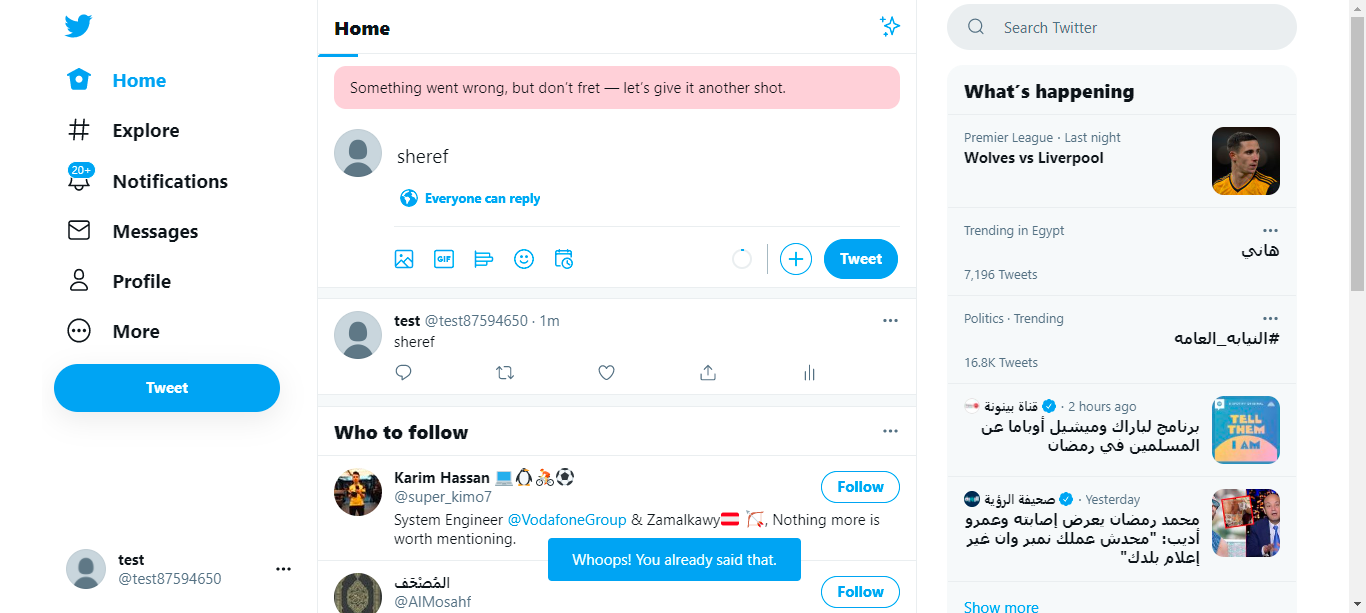 Home
Explore
20+
Notifications
Messages
Profile
More
Tweet
test
@test87594650
Home
Something went wrong, but don't fret — let's give it another shot.
sheref
Everyone can reply
GIF
Tweet
test @test87594650 · 1m
sheref
Who to follow
Karim Hassan
@super_kimo7
Follow
System Engineer @VodafoneGroup & Zamalkawy, Nothing more is
worth mentioning.
Whoops! You already said that.
المُصْحَف
@AlMosahf
Follow
Search Twitter
What's happening
Premier League · Last night
Wolves vs Liverpool
Trending in Egypt
هاني
7,196 Tweets
Politics · Trending
#النيابه_العامه
16.8K Tweets
قناة بينونة · 2 hours ago
برنامج لباراك وميشيل أوباما عن
المسلمين في رمضان
TELL
THEM
I AM
صحيفة الرؤية · Yesterday
محمد رمضان يعرض إصابته وعمرو
أديب: "محدش عملك نمبر وان غير
إعلام بلدك"
Show more